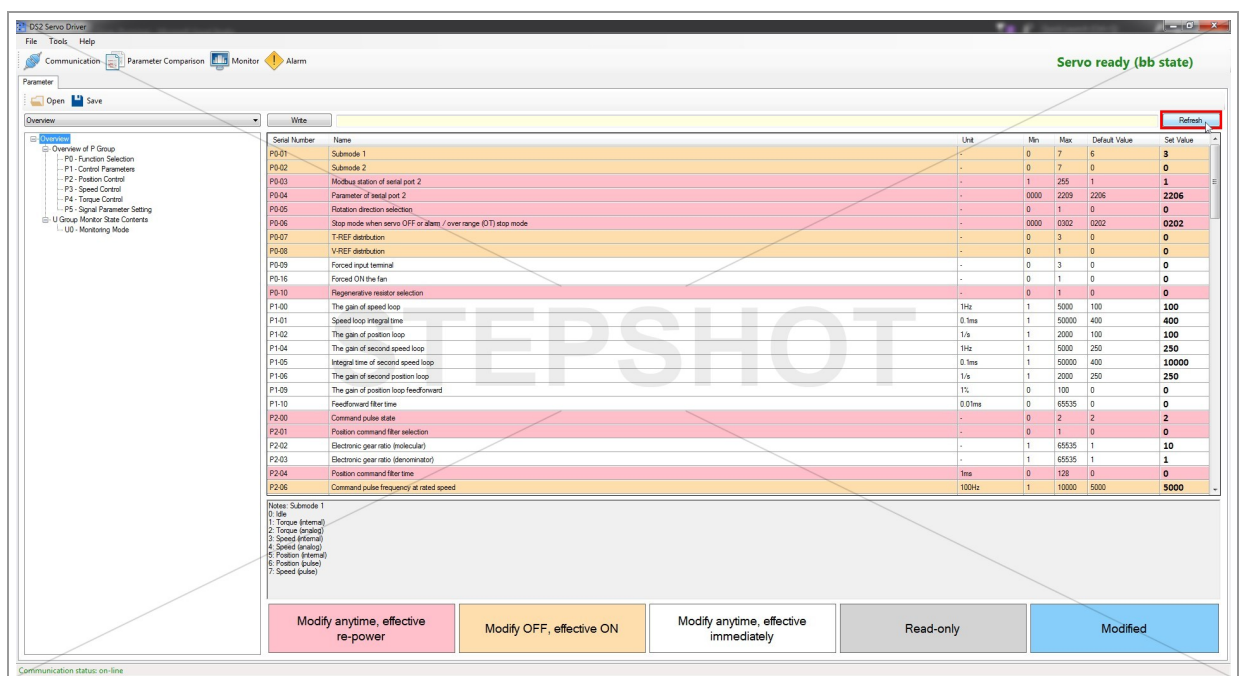 DS2 Servo Driver
File Tools Help
Communication Parameter Comparison Monitor Alarm
Servo ready (bb state)
Parameter
Open Save
Overview Write Refresh
Overview
Overview of P Group
P0 - Function Selection
P1 - Control Parameters
P2 - Position Control
P3 - Speed Control
P4 - Torque Control
P5 - Signal Parameter Setting
U Group Monitor State Contents
U0 - Monitoring Mode
Serial Number Name Unit Min Max Default Value Set Value
P0-01 Submode 1 - 0 7 6 3
P0-02 Submode 2 - 0 7 0 0
P0-03 Modbus station of serial port 2 - 1 255 1 1
P0-04 Parameter of serial port 2 - 0000 2209 2206 2206
P0-05 Rotation direction selection - 0 1 0 0
P0-06 Stop mode when servo OFF or alarm / over range (OT) stop mode - 0000 0302 0202 0202
P0-07 T-REF distribution - 0 3 0 0
P0-08 V-REF distribution - 0 1 0 0
P0-09 Forced input terminal - 0 3 0 0
P0-16 Forced ON the fan - 0 1 0 0
P0-10 Regenerative resistor selection - 0 1 0 0
P1-00 The gain of speed loop 1Hz 1 5000 100 100
P1-01 Speed loop integral time 0.1ms 1 50000 400 400
P1-02 The gain of position loop 1/s 1 2000 100 100
P1-04 The gain of second speed loop 1Hz 1 5000 250 250
P1-05 Integral time of second speed loop 0.1ms 1 50000 400 10000
P1-06 The gain of second position loop 1/s 1 2000 250 250
P1-09 The gain of position loop feedforward 1% 0 100 0 0
P1-10 Feedforward filter time 0.01ms 0 65535 0 0
P2-00 Command pulse state - 0 2 2 2
P2-01 Position command filter selection - 0 1 0 0
P2-02 Electronic gear ratio (molecular) - 1 65535 1 10
P2-03 Electronic gear ratio (denominator) - 1 65535 1 1
P2-04 Position command filter time 1ms 0 128 0 0
P2-06 Command pulse frequency at rated speed 100Hz 1 10000 5000 5000
STEPSHOT
Notes: Submode 1
0: Idle
1: Torque (internal)
2: Torque (analog)
3: Speed (internal)
4: Speed (analog)
5: Position (internal)
6: Position (pulse)
7: Speed (pulse)
Modify anytime, effective
re-power
Modify OFF, effective ON
Modify anytime, effective
immediately
Read-only
Modified
Communication status: on-line